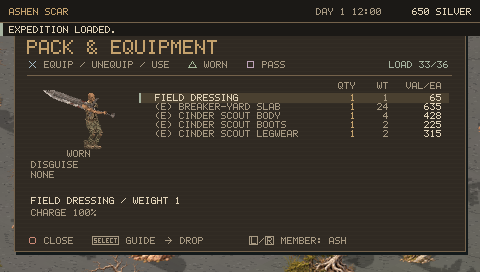 ASHEN SCAR DAY 1 12:00 650 SILVER
EXPEDITION LOADED.
PACK & EQUIPMENT
EQUIP / UNEQUIP / USE WORN PASS LOAD 33/36
QTY WT VAL/EA
FIELD DRESSING 1 1 65
(E) BREAKER-YARD SLAB 1 24 635
(E) CINDER SCOUT BODY 1 4 428
(E) CINDER SCOUT BOOTS 1 2 225
(E) CINDER SCOUT LEGWEAR 1 2 315
WORN
DISGUISE
NONE
FIELD DRESSING / WEIGHT 1
CHARGE 100%
CLOSE SELECT GUIDE → DROP L/R MEMBER: ASH